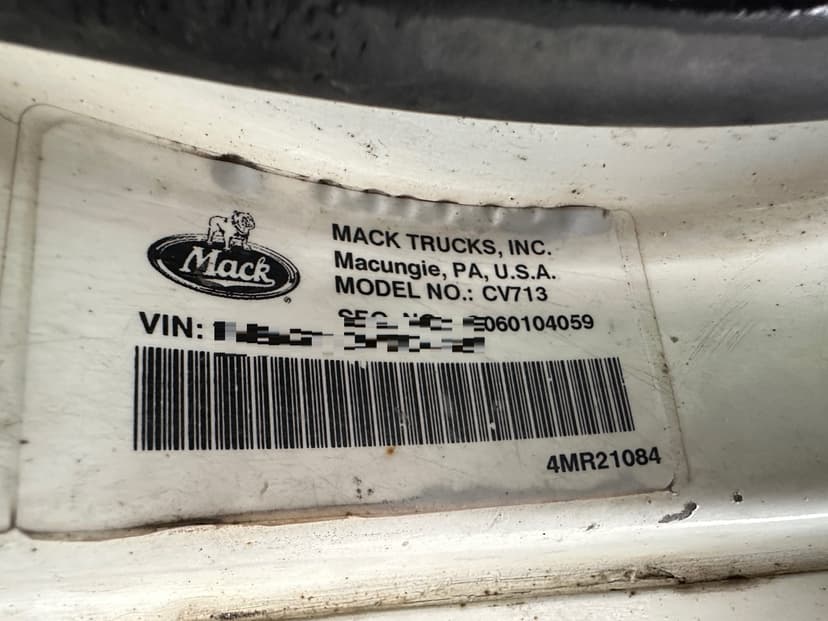 Mack
MACK TRUCKS, INC.
Macungie, PA, U.S.A.
MODEL NO.: CV713
060104059
VIN:
4MR21084